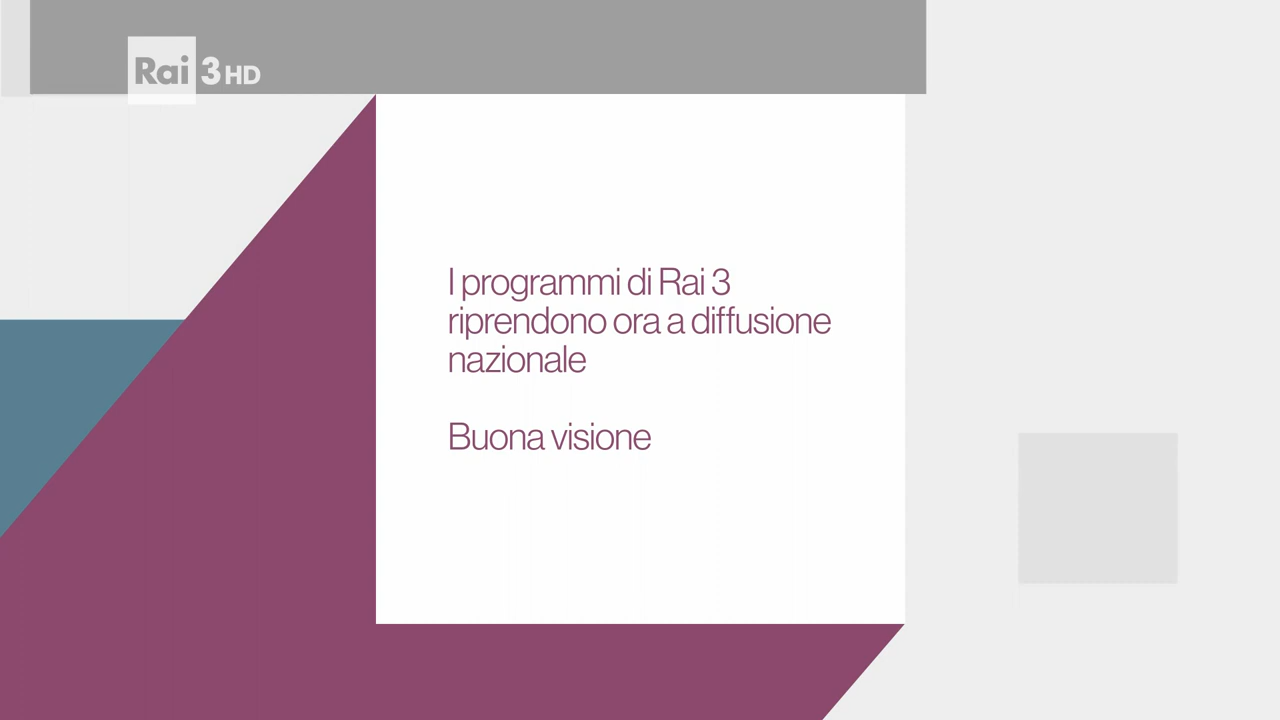 Rai 3 HD
I programmi di Rai 3
riprendono ora a diffusione
nazionale
Buona visione